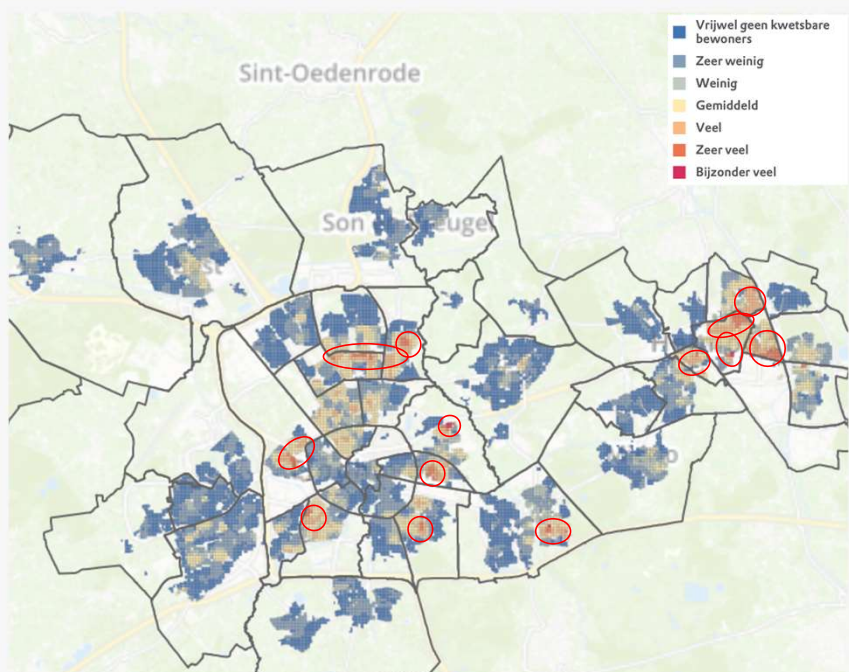 Vrijwel geen kwetsbare
bewoners
Zeer weinig
Weinig
Gemiddeld
Veel
Zeer veel
Bijzonder veel
Sint-Oedenrode
Son